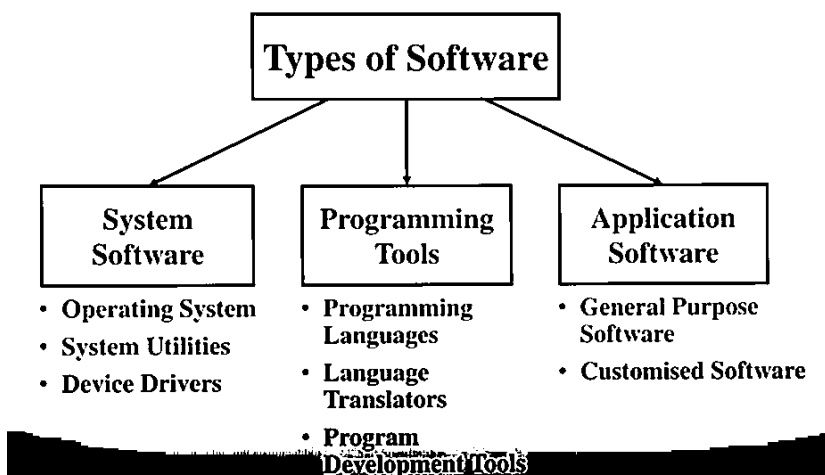 Types of Software
System
Software
• Operating System
• System Utilities
• Device Drivers
Programming
Tools
• Programming
Languages
• Language
Translators
• Program
Development Tools
Application
Software
• General Purpose
Software
• Customised Software